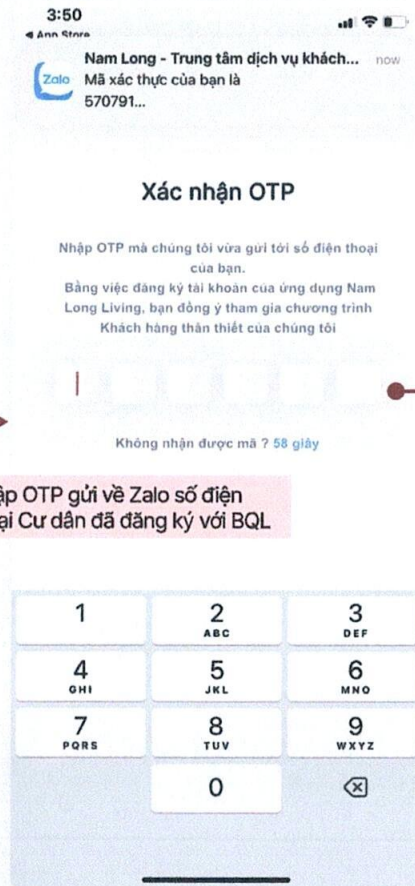 3:50
App Store
Nam Long - Trung tâm dịch vụ khách... now
Zalo
Mã xác thực của bạn là
570791...
Xác nhận OTP
Nhập OTP mà chúng tôi vừa gửi tới số điện thoại
của bạn.
Bằng việc đăng ký tài khoản của ứng dụng Nam
Long Living, bạn đồng ý tham gia chương trình
Khách hàng thân thiết của chúng tôi
Không nhận được mã ? 58 giây
ập OTP gửi về Zalo số điện
ại Cư dân đã đăng ký với BQL
1 2 3
ABC DEF
4 5 6
GHI JKL MNO
7 8 9
PQRS TUV WXYZ
0